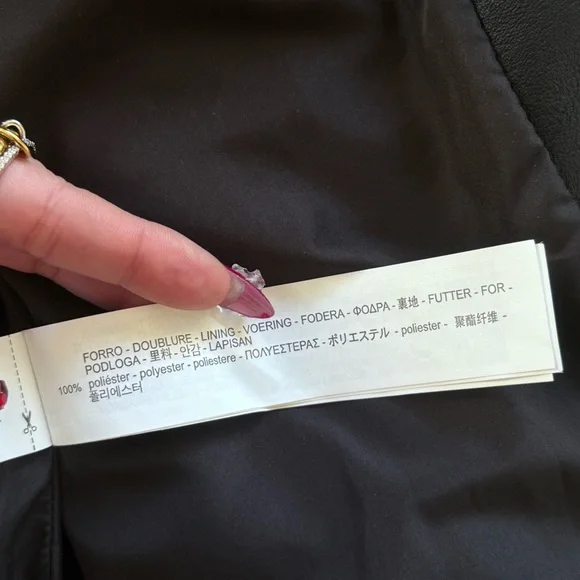 FORRO - DOUBLURE - LINING - VOERING - FODERA - ΦΟΔΡΑ - 裏地 - FUTTER - FOR -
PODLOGA - 里料 - 안감 - LAPISAN
100% poliéster - polyester - poliestere - ΠΟΛΥΕΣΤΕΡΑΣ - ポリエステル - poliester - 聚酯纤维 -
폴리에스터